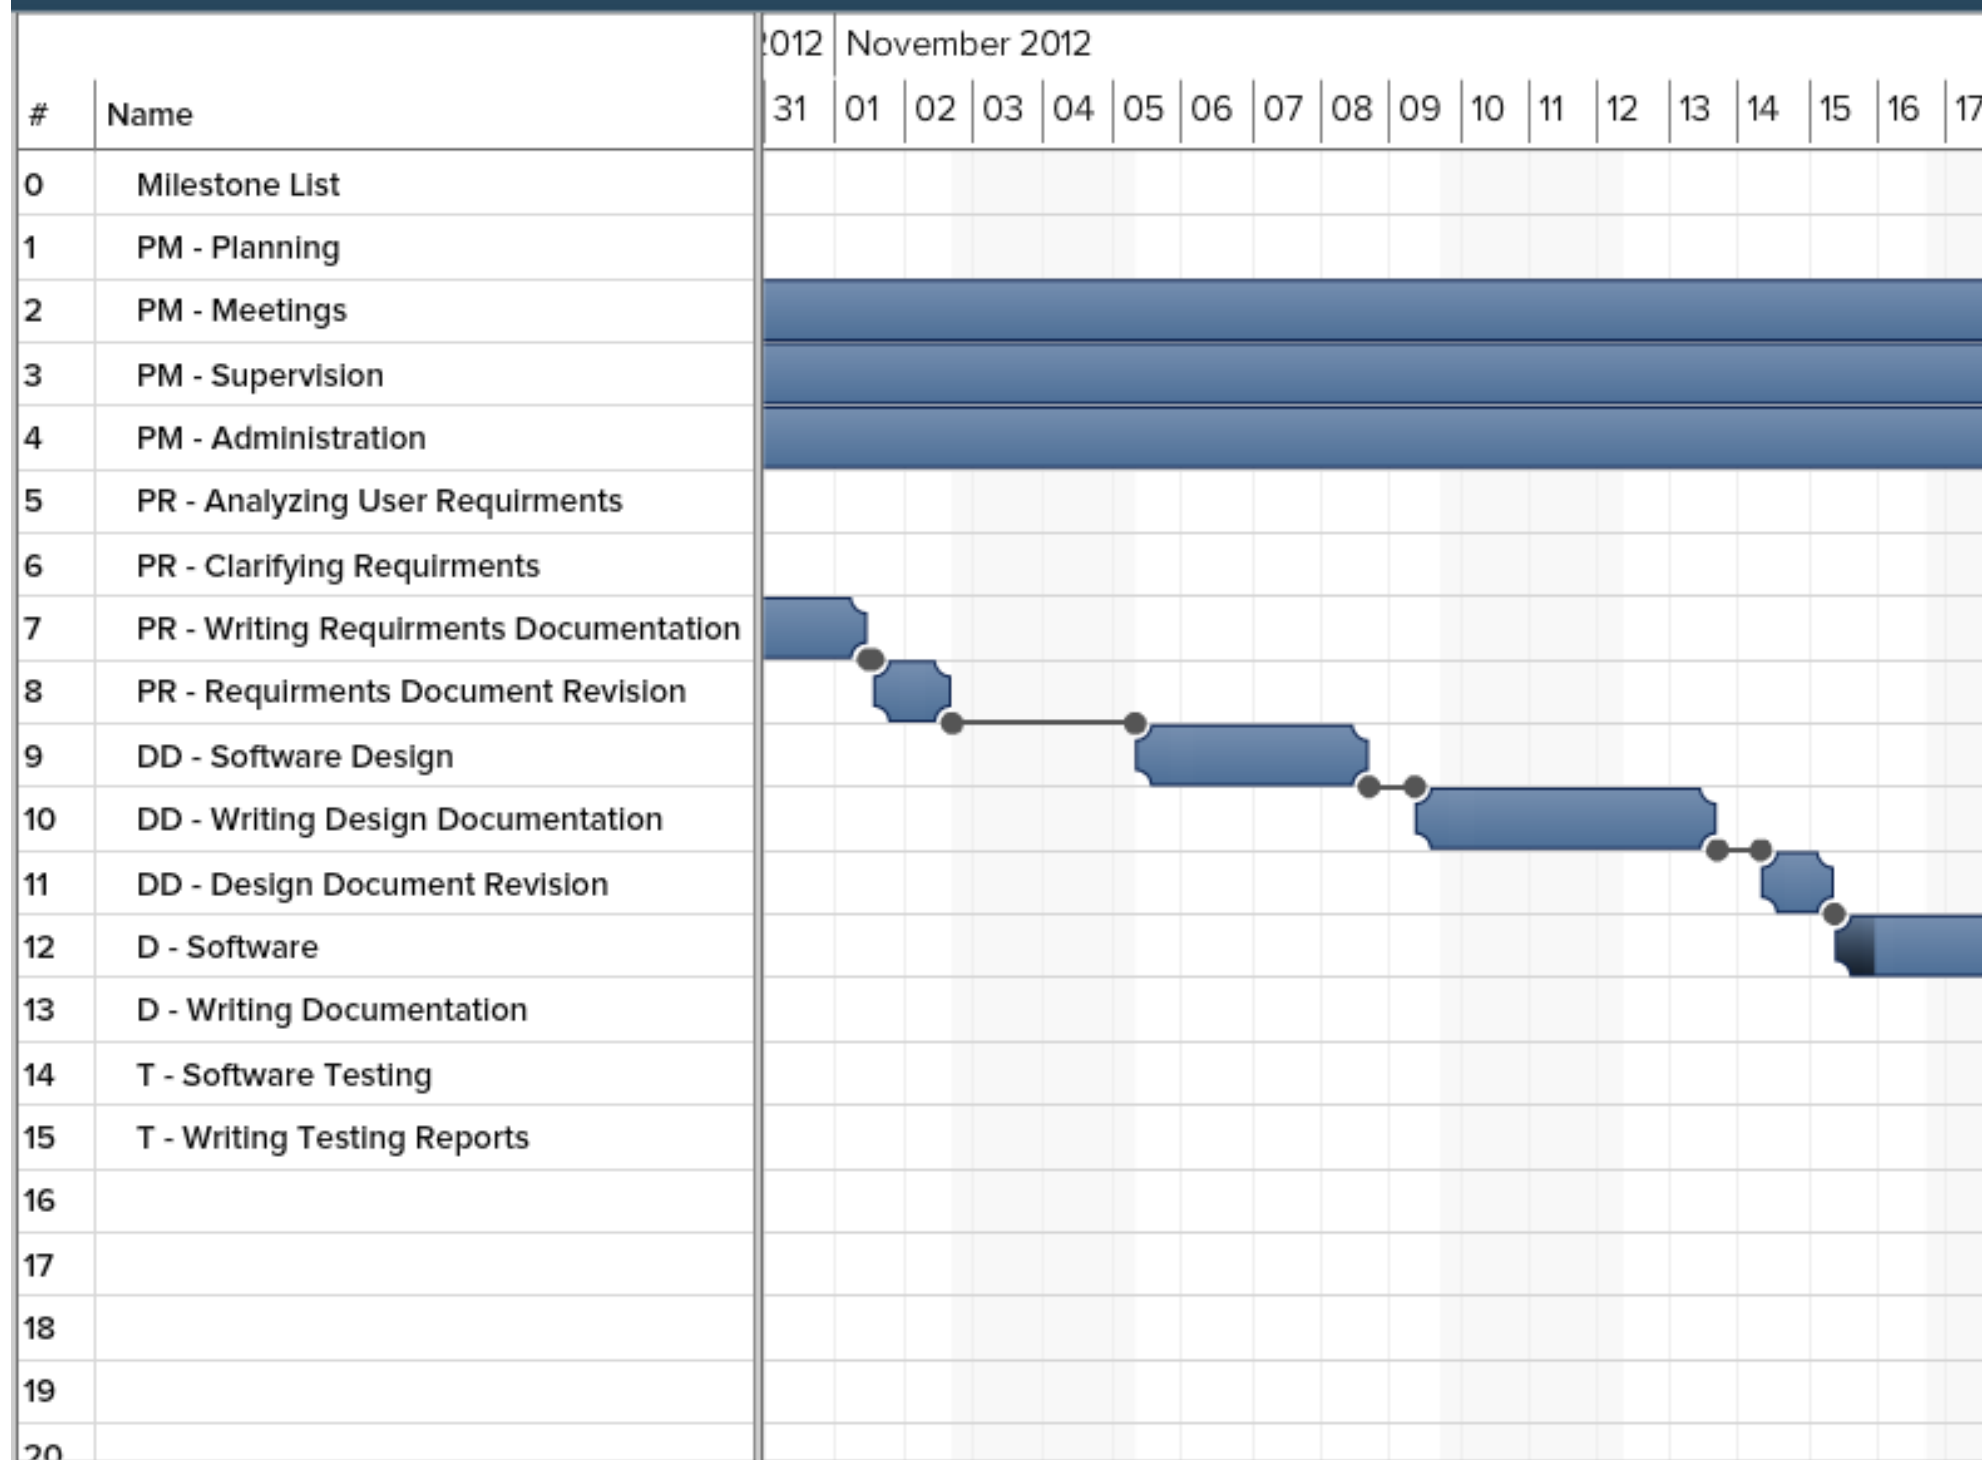 2012 November 2012
# Name 31 01 02 03 04 05 06 07 08 09 10 11 12 13 14 15 16 17
0 Milestone List
1 PM - Planning
2 PM - Meetings
3 PM - Supervision
4 PM - Administration
5 PR - Analyzing User Requirments
6 PR - Clarifying Requirments
7 PR - Writing Requirments Documentation
8 PR - Requirments Document Revision
9 DD - Software Design
10 DD - Writing Design Documentation
11 DD - Design Document Revision
12 D - Software
13 D - Writing Documentation
14 T - Software Testing
15 T - Writing Testing Reports
16
17
18
19
20